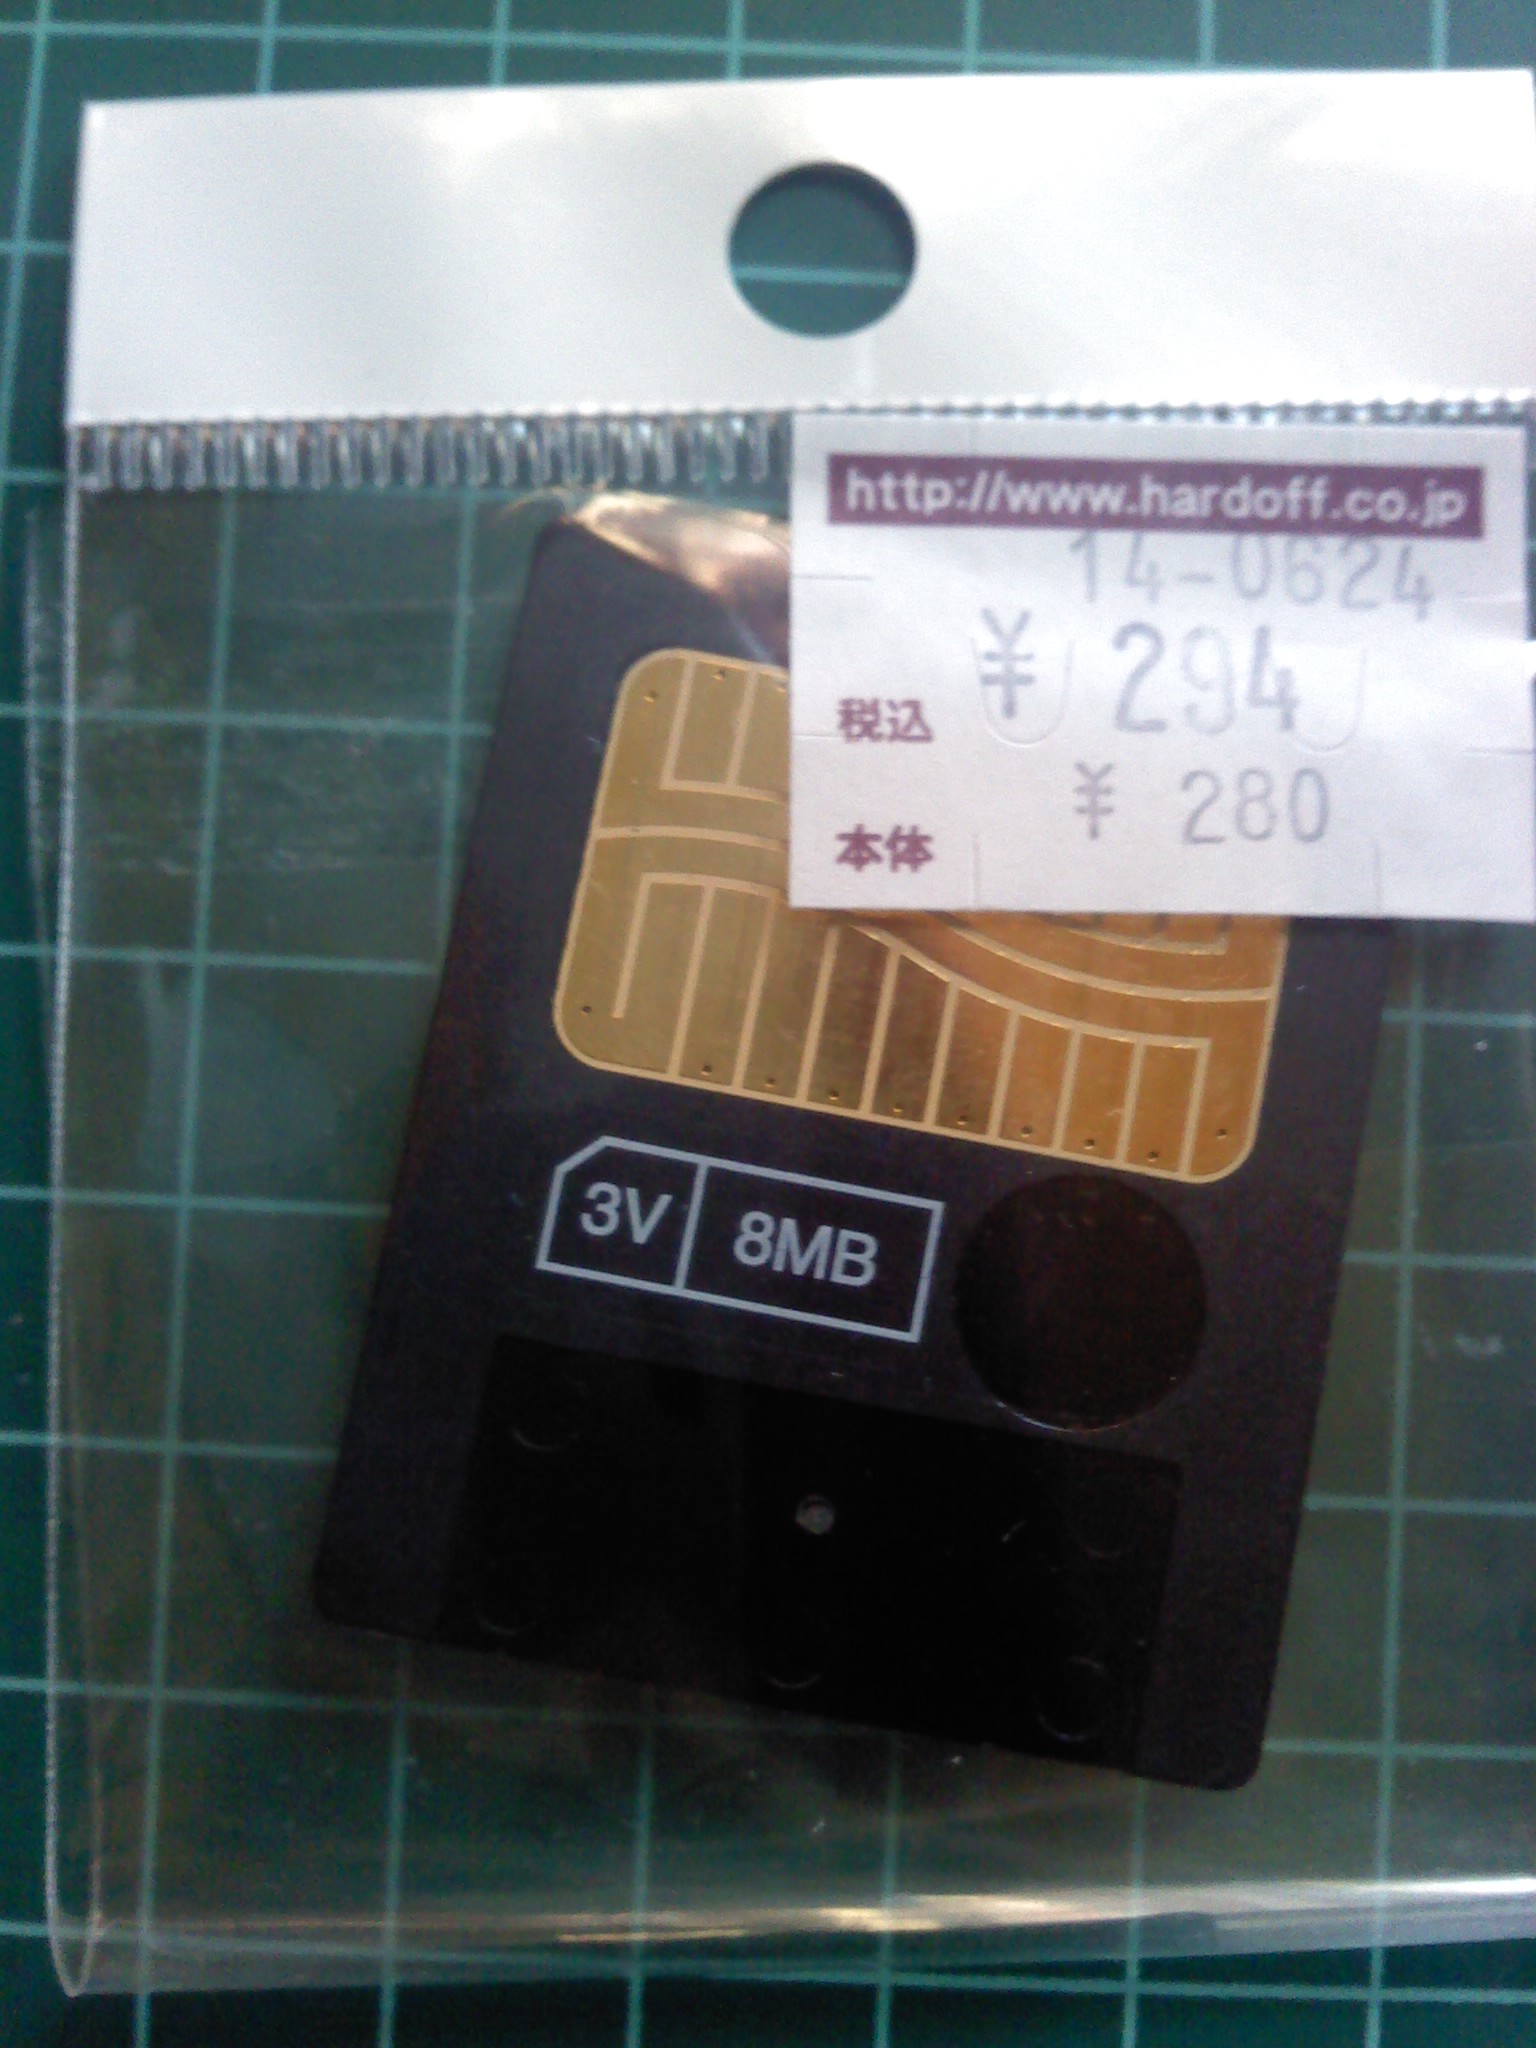 http://www.hardoff.co.jp
14-0624
税込 ¥ 294
本体 ¥ 280
3V 8MB